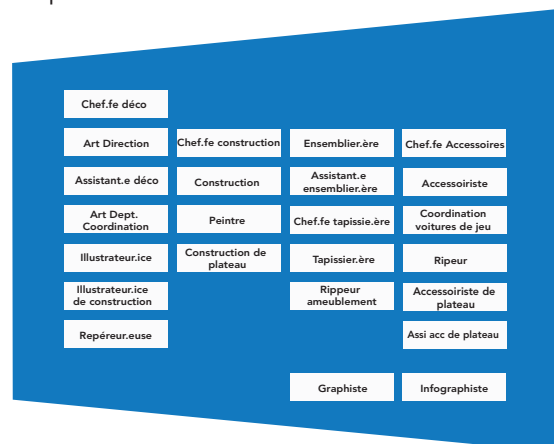 Chef.fe déco
Art Direction
Chef.fe construction
Ensemblier.ère
Chef.fe Accessoires
Assistant.e déco
Construction
Assistant.e
ensemblier.ère
Accessoiriste
Art Dept.
Coordination
Peintre
Chef.fe tapissie.ère
Coordination
voitures de jeu
Illustrateur.ice
Construction de
plateau
Tapissier.ère
Ripeur
Illustrateur.ice
de construction
Rippeur
ameublement
Accessoiriste de
plateau
Repéreur.euse
Assi acc de plateau
Graphiste
Infographiste